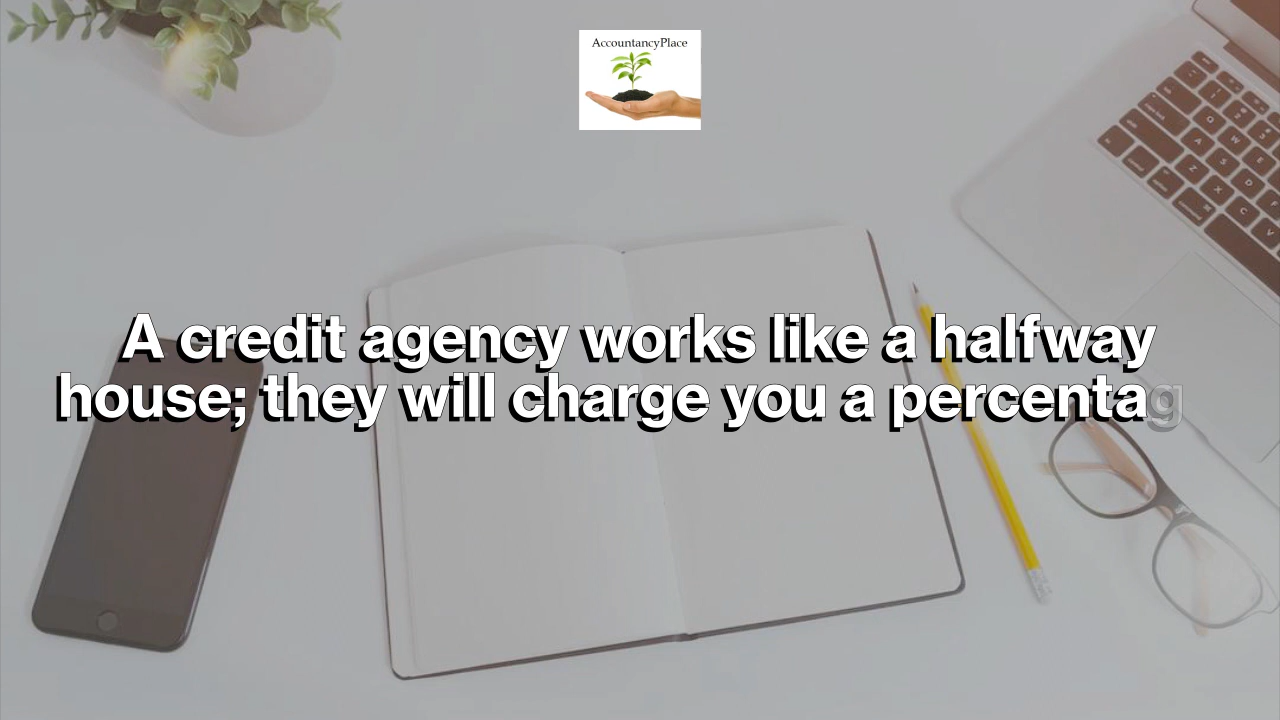 AccountancyPlace
A credit agency works like a halfway
house; they will charge you a percentag